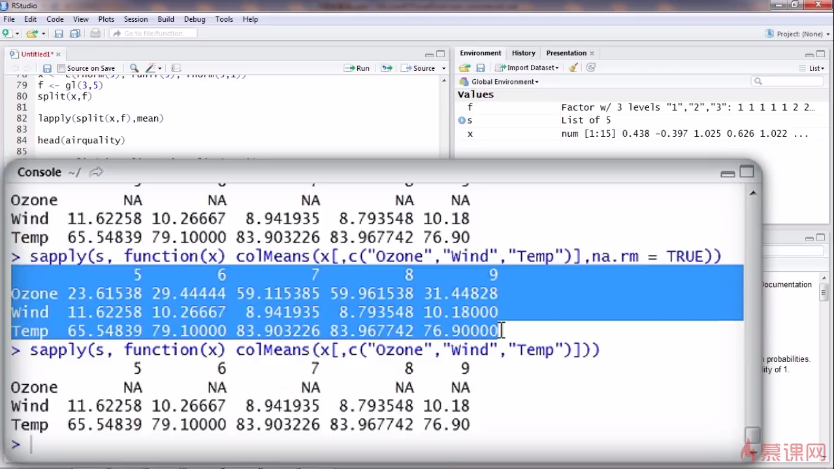 RStudio
File Edit Code View Plots Session Build Debug Tools Help
Go to File/Function
Project: (None)
Untitled1*
Source on Save
Run
Source
79 f <- gl(3,5)
80 split(x,f)
81
82 lapply(split(x,f),mean)
83
84 head(airquality)
85
Environment History Presentation
Import Dataset
List
Global Environment
Values
f Factor w/ 3 levels "1","2","3": 1 1 1 1 1 2 2…
s List of 5
x num [1:15] 0.438 -0.397 1.025 0.626 1.022 ...
Console ~/
Ozone NA NA NA NA NA
Wind 11.62258 10.26667 8.941935 8.793548 10.18
Temp 65.54839 79.10000 83.903226 83.967742 76.90
> sapply(s, function(x) colMeans(x[,c("Ozone","Wind","Temp")],na.rm = TRUE))
5 6 7 8 9
Ozone 23.61538 29.44444 59.115385 59.961538 31.44828
Wind 11.62258 10.26667 8.941935 8.793548 10.18000
Temp 65.54839 79.10000 83.903226 83.967742 76.90000
> sapply(s, function(x) colMeans(x[,c("Ozone","Wind","Temp")]))
5 6 7 8 9
Ozone NA NA NA NA NA
Wind 11.62258 10.26667 8.941935 8.793548 10.18
Temp 65.54839 79.10000 83.903226 83.967742 76.90
>
Documentation
n probabilities.
lity of 1.
慕课网